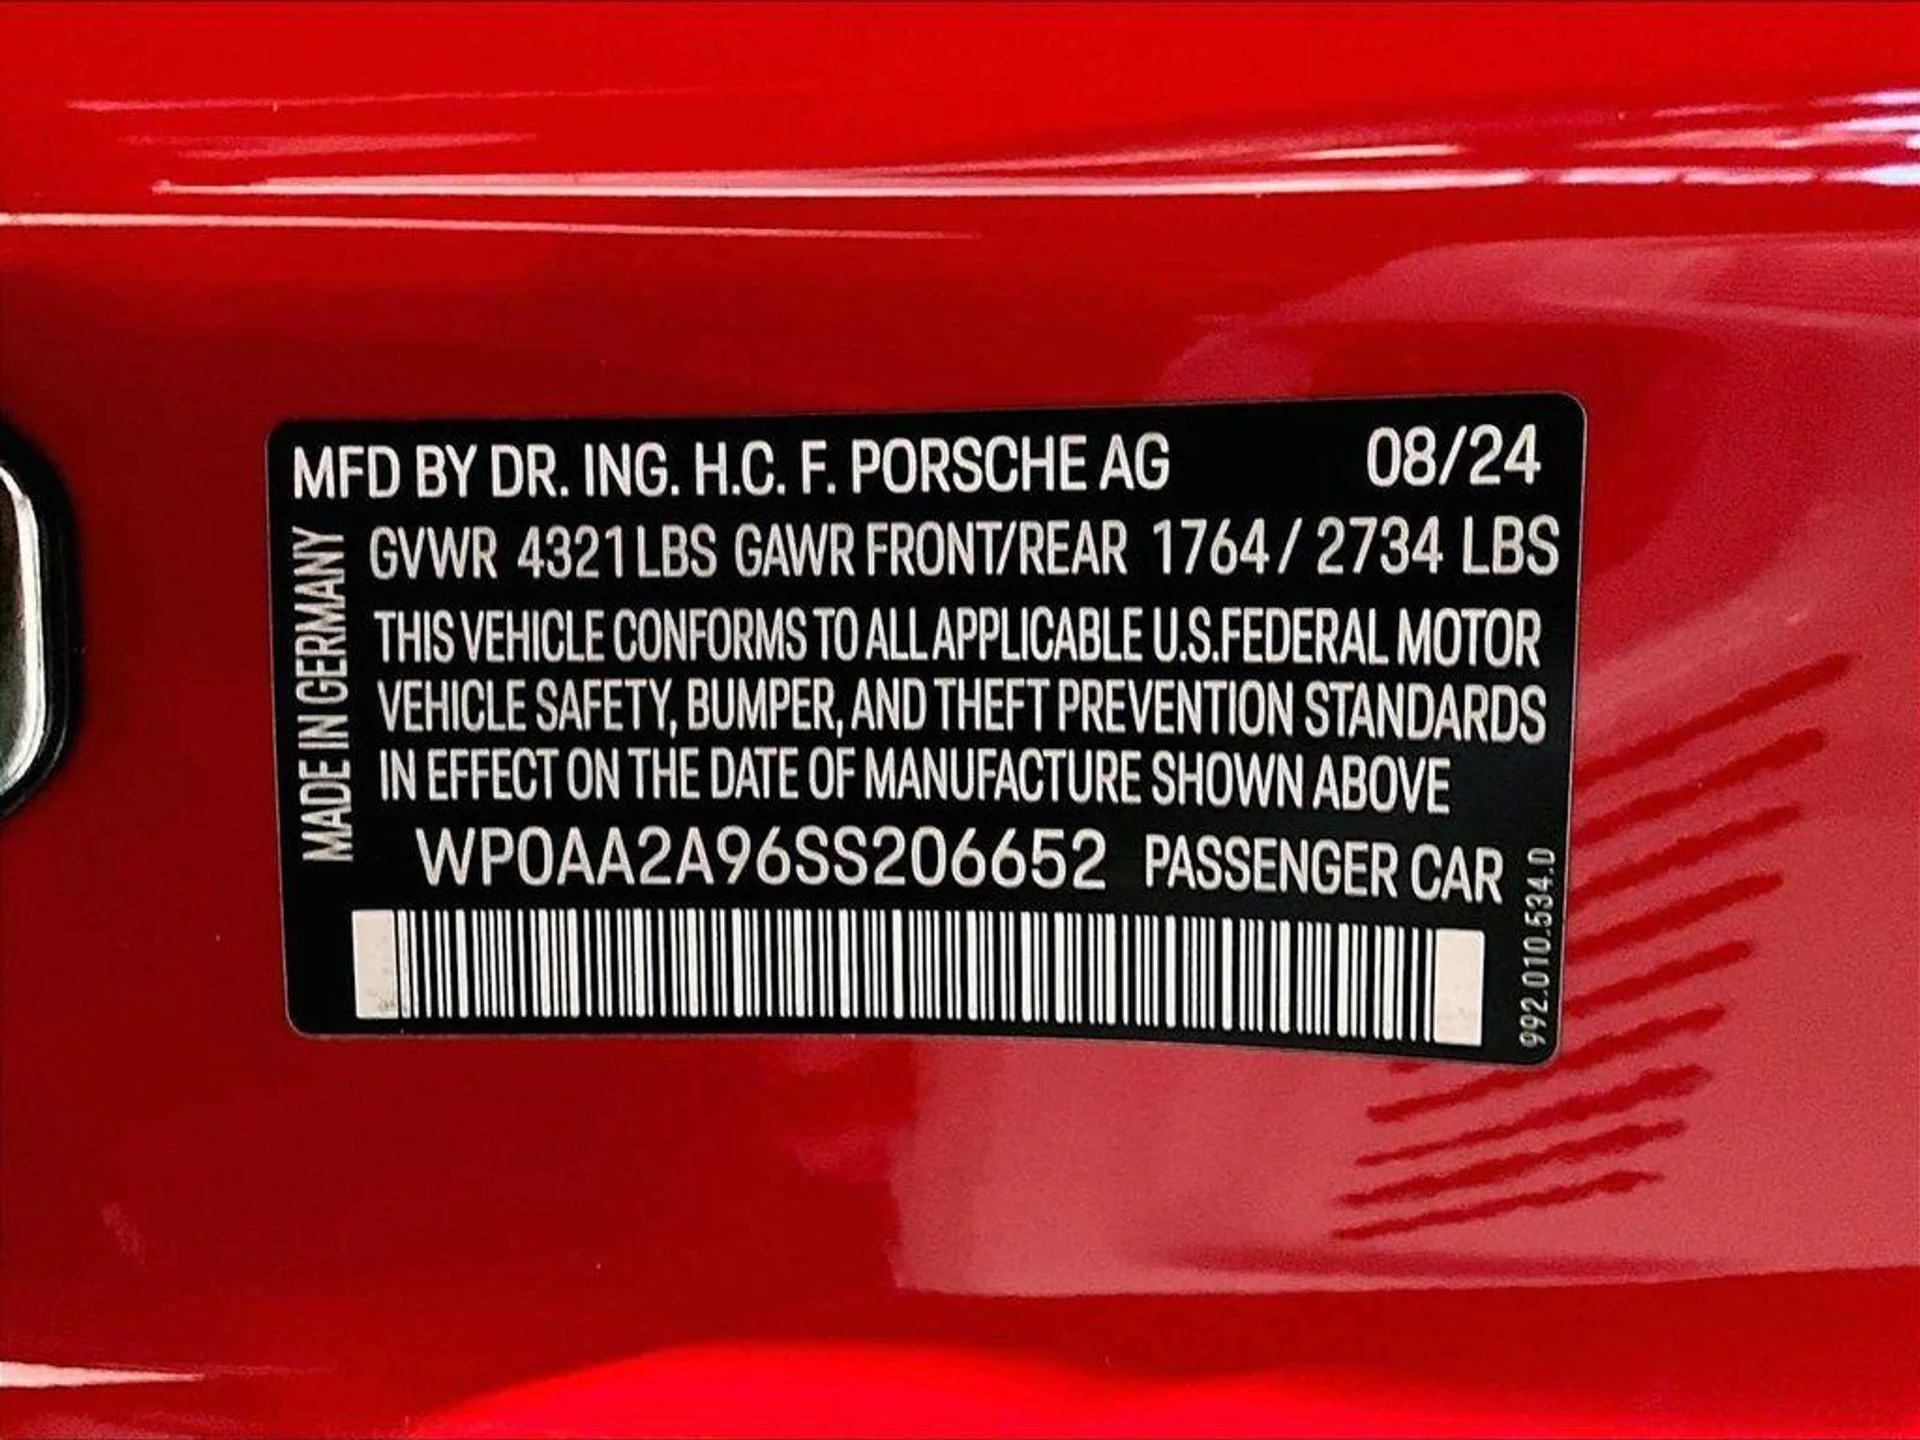 MFD BY DR. ING. H.C. F. PORSCHE AG 08/24
GVWR 4321 LBS GAWR FRONT/REAR 1764 / 2734 LBS
THIS VEHICLE CONFORMS TO ALL APPLICABLE U.S.FEDERAL MOTOR
VEHICLE SAFETY, BUMPER, AND THEFT PREVENTION STANDARDS
IN EFFECT ON THE DATE OF MANUFACTURE SHOWN ABOVE
WP0AA2A96SS206652 PASSENGER CAR
MADE IN GERMANY
992.010.534.D